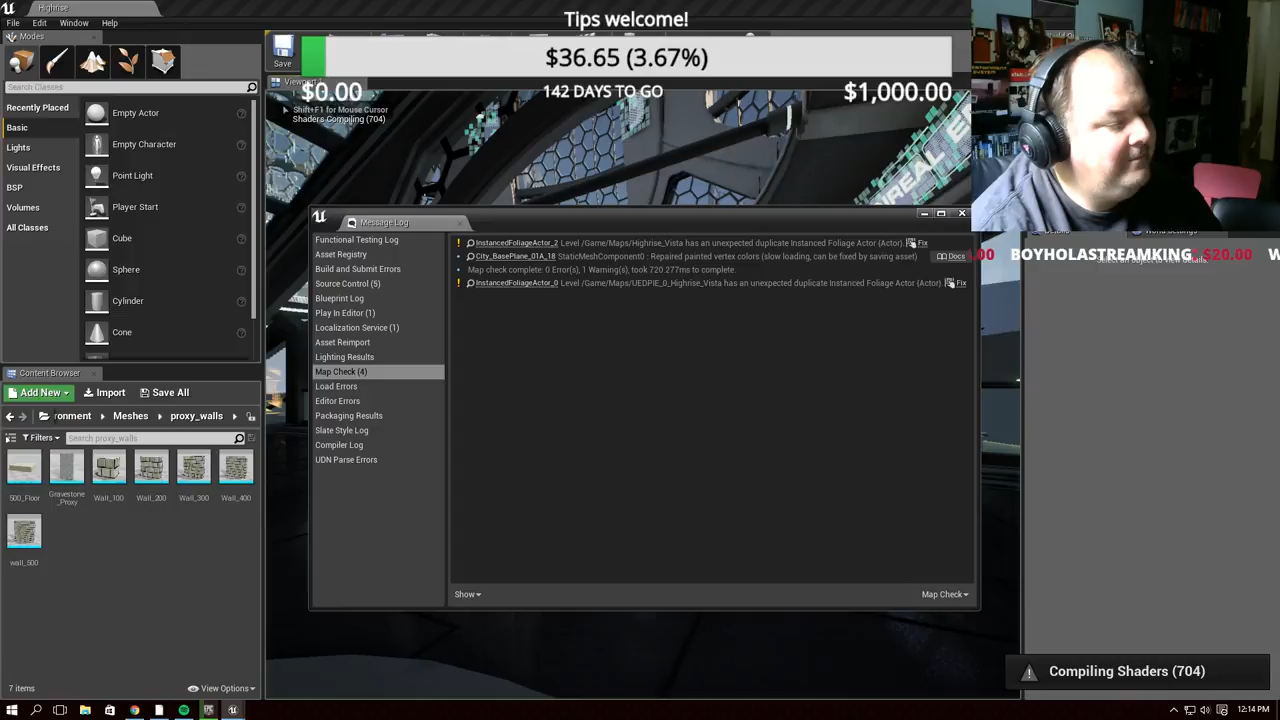 Highrise
File Edit Window Help
Tips welcome!
Modes
Save
$36.65 (3.67%)
Search Classes
$0.00 142 DAYS TO GO $1,000.00
Shift+F1 for Mouse Cursor
Shaders Compiling (704)
Recently Placed
Basic
Lights
Visual Effects
BSP
Volumes
All Classes
Empty Actor
Empty Character
Point Light
Player Start
Cube
Sphere
Cylinder
Cone
UNREAL
Message Log
Functional Testing Log
Asset Registry
Build and Submit Errors
Source Control (5)
Blueprint Log
Play In Editor (1)
Localization Service (1)
Asset Reimport
Lighting Results
Map Check (4)
Load Errors
Editor Errors
Packaging Results
Slate Style Log
Compiler Log
UDN Parse Errors
InstancedFoliageActor_2 Level /Game/Maps/Highrise_Vista has an unexpected duplicate Instanced Foliage Actor {Actor}. Fix
City_BasePlane_01A_18 StaticMeshComponent0 : Repaired painted vertex colors (slow loading, can be fixed by saving asset) Docs
Map check complete: 0 Error(s), 1 Warning(s), took 720.277ms to complete.
InstancedFoliageActor_0 Level /Game/Maps/UEDPIE_0_Highrise_Vista has an unexpected duplicate Instanced Foliage Actor {Actor}. Fix
Show Map Check
.00 BOYHOLASTREAMKING $20.00
Select an object to view details.
Content Browser
Add New Import Save All
ronment Meshes proxy_walls
Filters Search proxy_walls
500_Floor Gravestone_Proxy Wall_100 Wall_200 Wall_300 Wall_400
wall_500
7 items View Options
Compiling Shaders (704)
12:14 PM